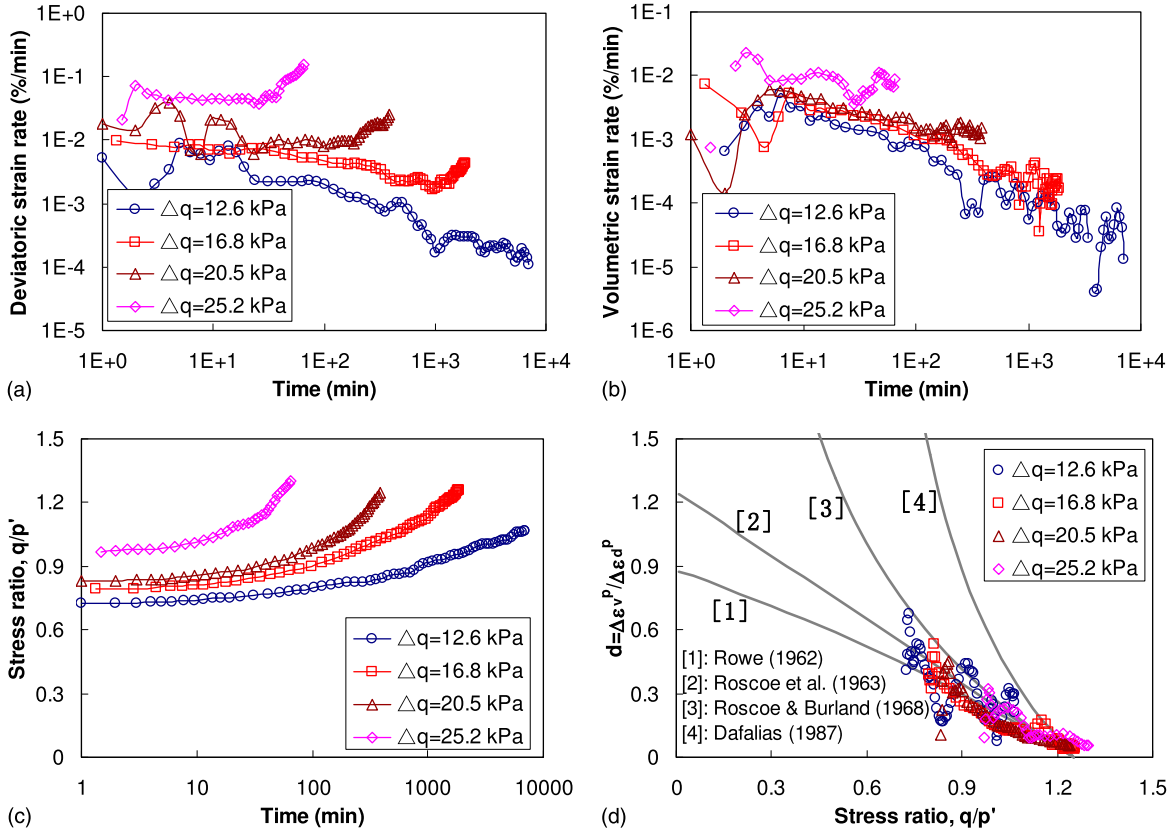 1E+0
1E-1
1E-2
1E-3
1E-4
1E-5
Deviatoric strain rate (%/min)
△q=12.6 kPa
△q=16.8 kPa
△q=20.5 kPa
△q=25.2 kPa
1E+0 1E+1 1E+2 1E+3 1E+4
Time (min)
(a)
1E-1
1E-2
1E-3
1E-4
1E-5
1E-6
Volumetric strain rate (%/min)
△q=12.6 kPa
△q=16.8 kPa
△q=20.5 kPa
△q=25.2 kPa
1E+0 1E+1 1E+2 1E+3 1E+4
Time (min)
(b)
1.5
1.2
0.9
0.6
0.3
0
Stress ratio, q/p'
△q=12.6 kPa
△q=16.8 kPa
△q=20.5 kPa
△q=25.2 kPa
1 10 100 1000 10000
Time (min)
(c)
1.5
1.2
0.9
0.6
0.3
0
d=Δεvᵖ/Δεdᵖ
△q=12.6 kPa
△q=16.8 kPa
△q=20.5 kPa
△q=25.2 kPa
[4]
[3]
[2]
[1]
[1]: Rowe (1962)
[2]: Roscoe et al. (1963)
[3]: Roscoe & Burland (1968)
[4]: Dafalias (1987)
0 0.3 0.6 0.9 1.2 1.5
Stress ratio, q/p'
(d)